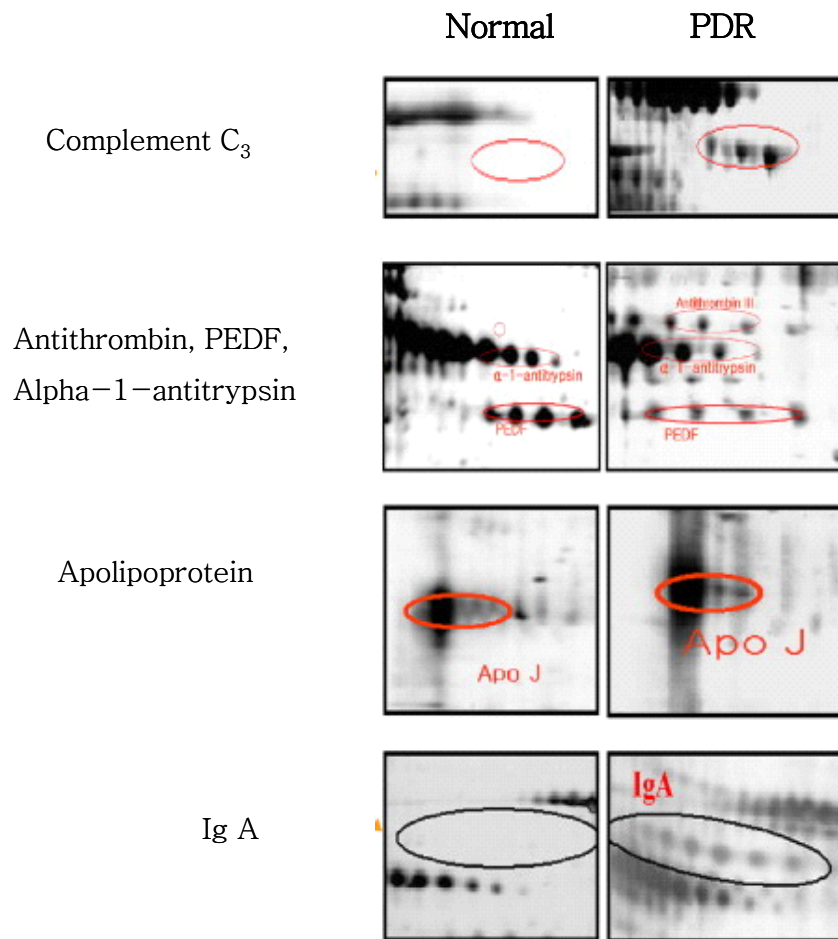 Normal PDR
Complement C₃
Antithrombin III
Antithrombin, PEDF,
α-1-antitrypsin α-1-antitrypsin
Alpha-1-antitrypsin
PEDF PEDF
Apolipoprotein
Apo J Apo J
IgA
Ig A